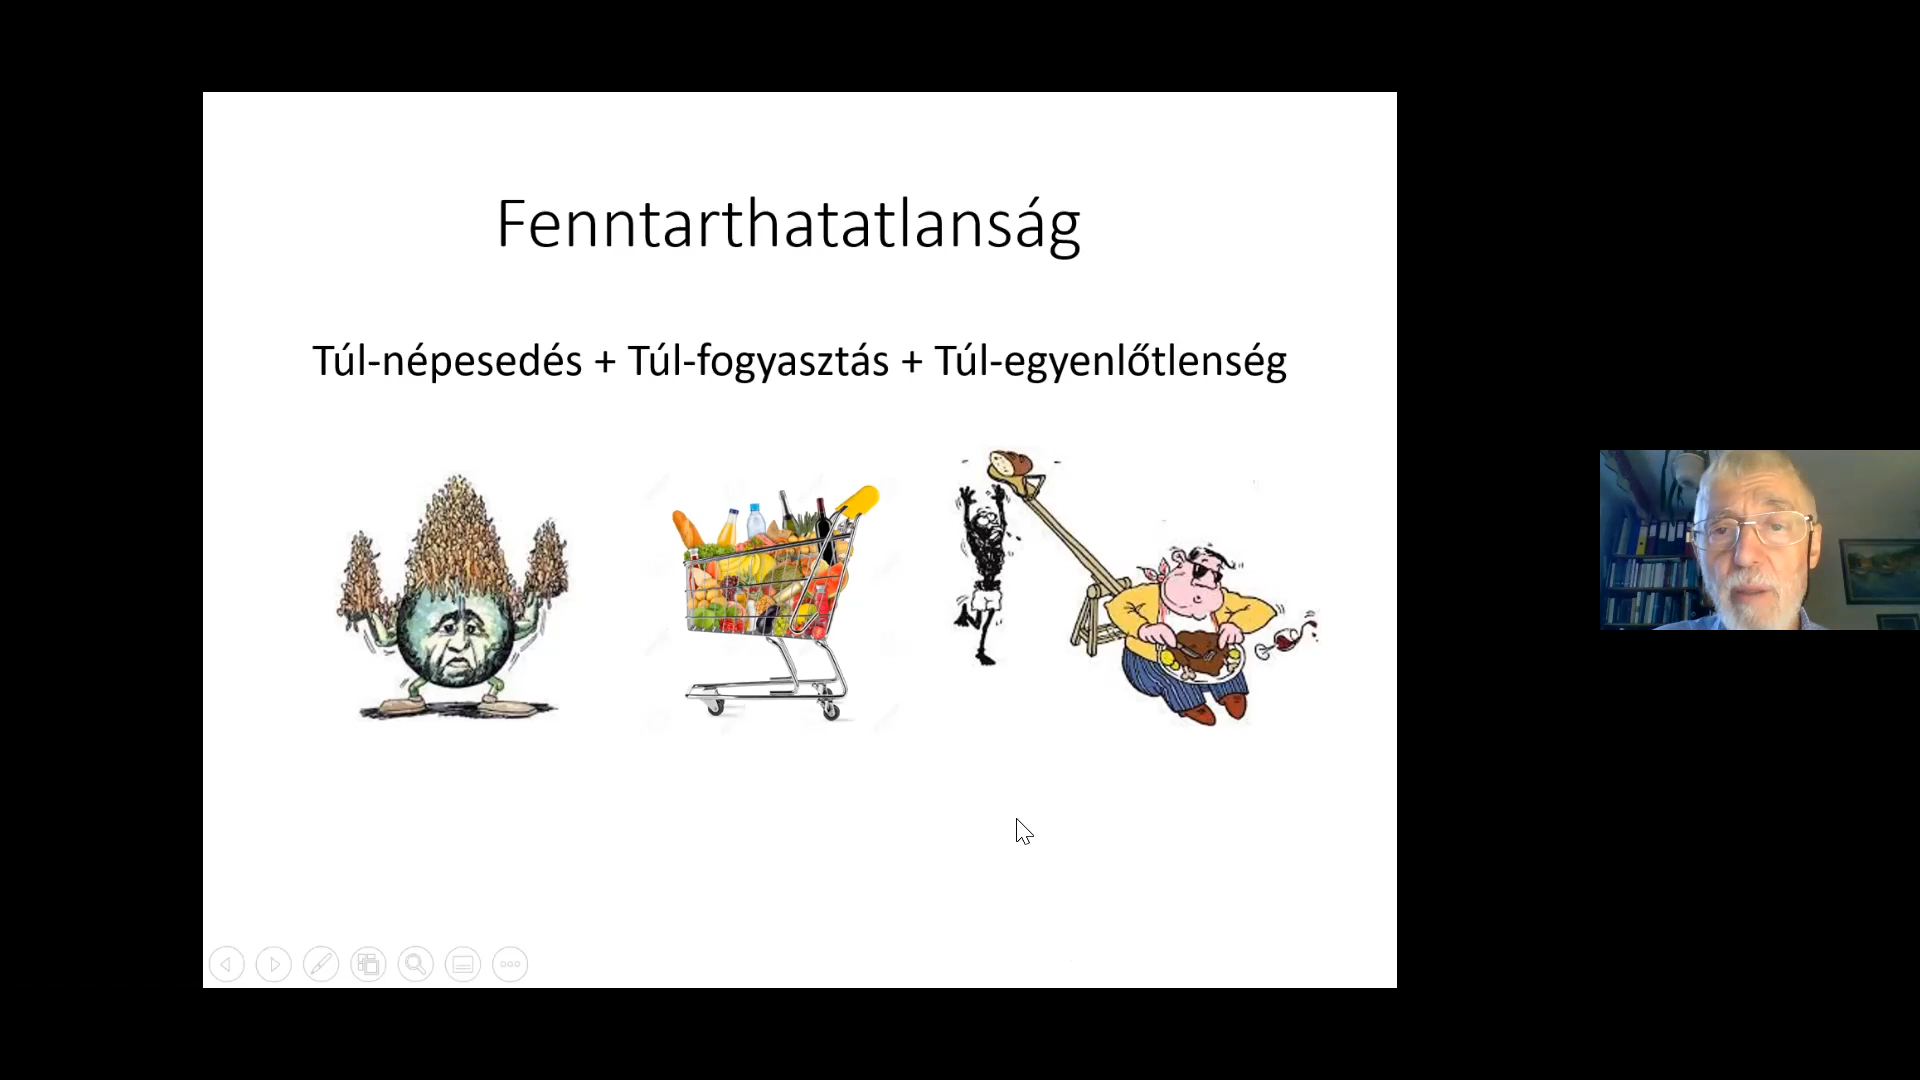 Fenntarthatatlanság
Túl-népesedés + Túl-fogyasztás + Túl-egyenlőtlenség